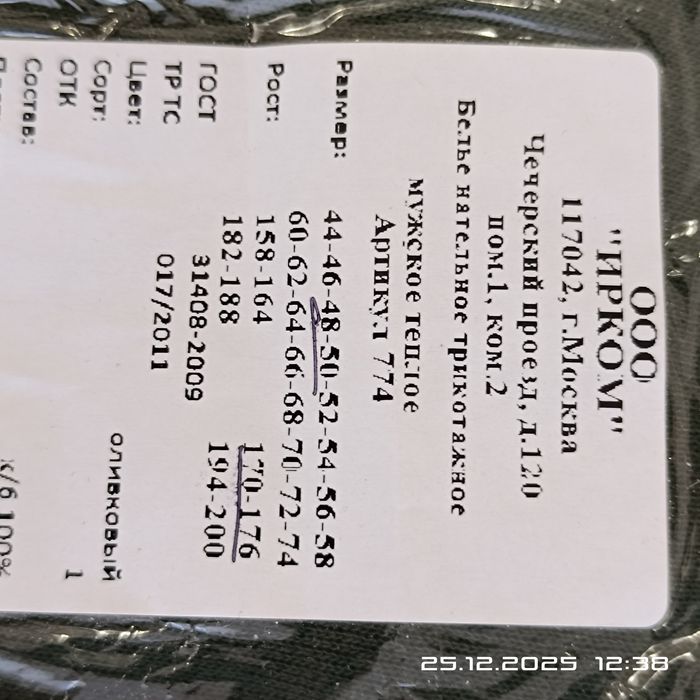 ООО
"ИРКОМ"
117042, г.Москва
Чечерский проезд, д.120
пом.1, ком.2
Белье нательное трикотажное
мужское теплое
Артикул 774
Размер: 44-46-48-50-52-54-56-58
60-62-64-66-68-70-72-74
Рост: 158-164 170-176
182-188 194-200
ГОСТ 31408-2009
ТР ТС 017/2011
Цвет: оливковый
Сорт: 1
ОТК
Состав: х/б 100%
25.12.2025 12:38